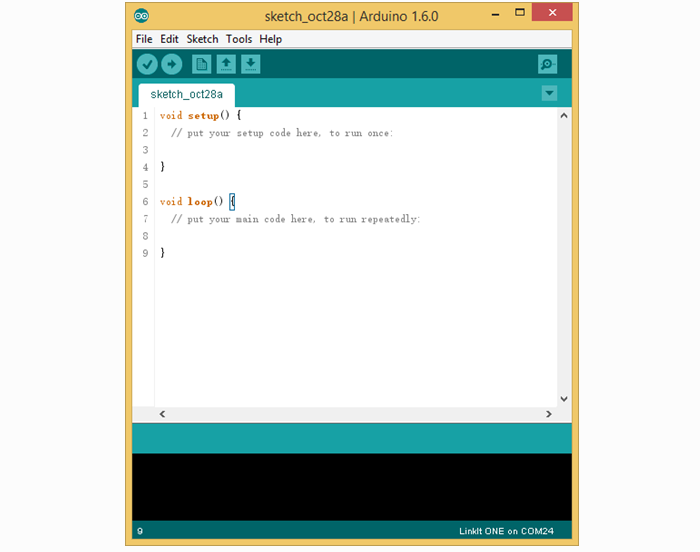 sketch_oct28a | Arduino 1.6.0
File Edit Sketch Tools Help
sketch_oct28a
1 void setup() {
2 // put your setup code here, to run once:
3
4 }
5
6 void loop() {
7 // put your main code here, to run repeatedly:
8
9 }
9 LinkIt ONE on COM24